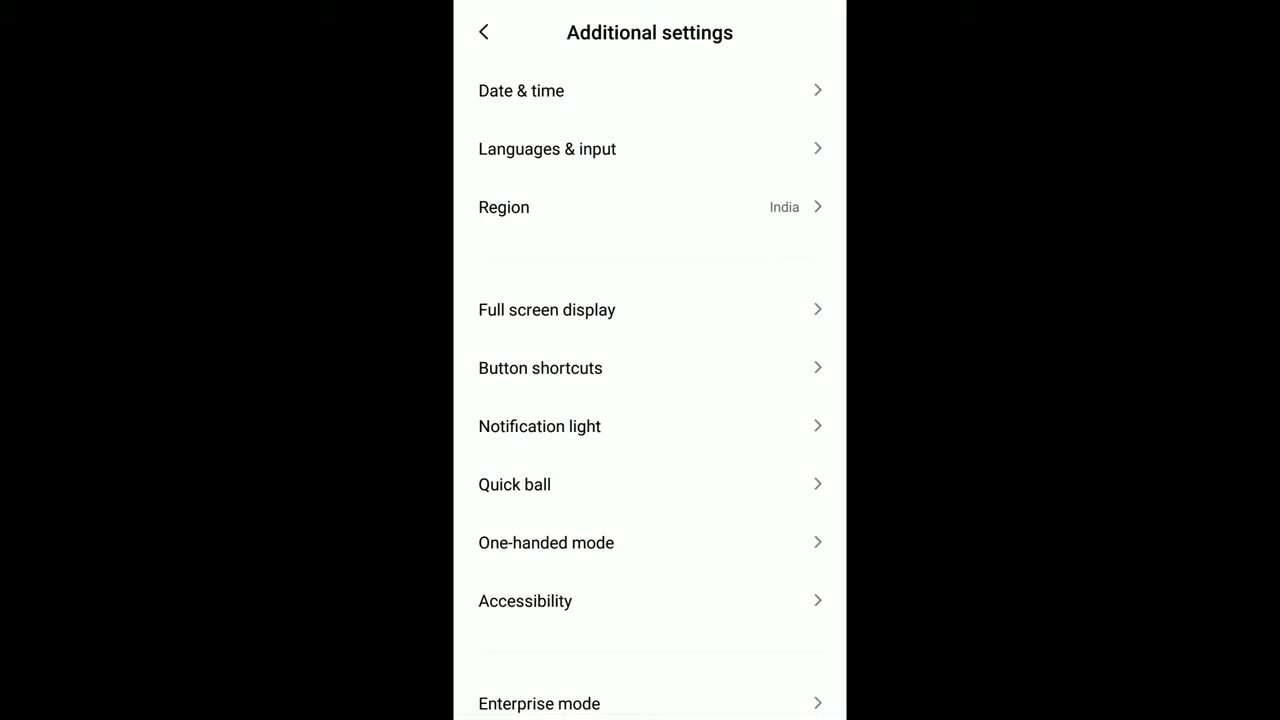 Additional settings
Date & time
Languages & input
Region India
Full screen display
Button shortcuts
Notification light
Quick ball
One-handed mode
Accessibility
Enterprise mode